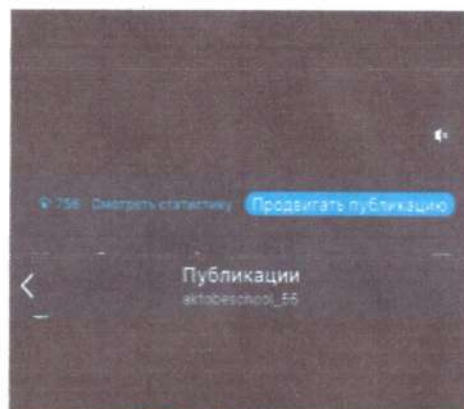 756 Смотреть статистику Продвигать публикацию
Публикации
aktobeschool_56